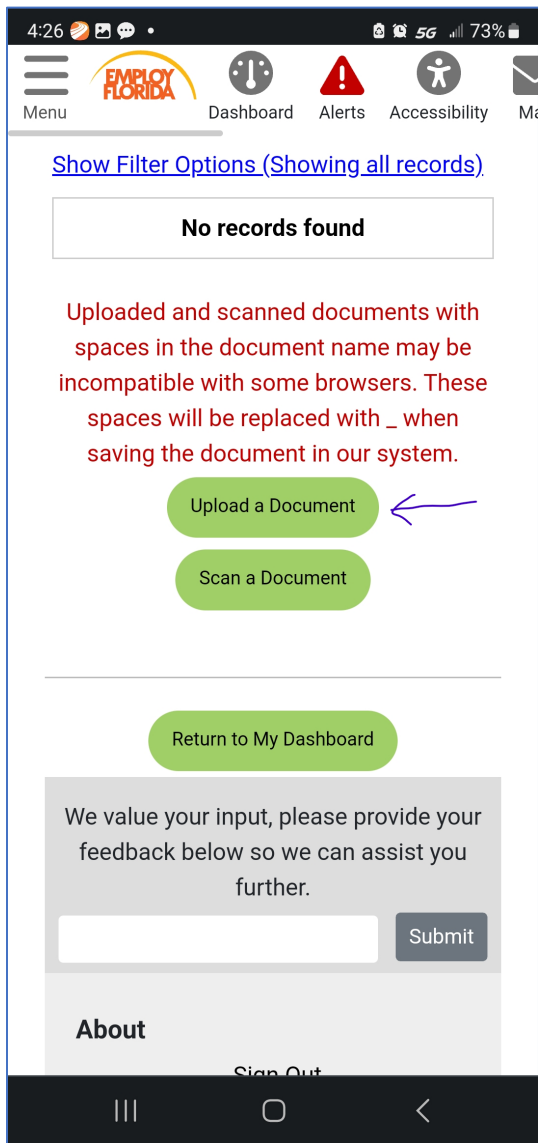 4:26 5G 73%
EMPLOY
FLORIDA
Menu Dashboard Alerts Accessibility
Show Filter Options (Showing all records)
No records found
Uploaded and scanned documents with
spaces in the document name may be
incompatible with some browsers. These
spaces will be replaced with _ when
saving the document in our system.
Upload a Document
Scan a Document
Return to My Dashboard
We value your input, please provide your
feedback below so we can assist you
further.
Submit
About
Sign Out